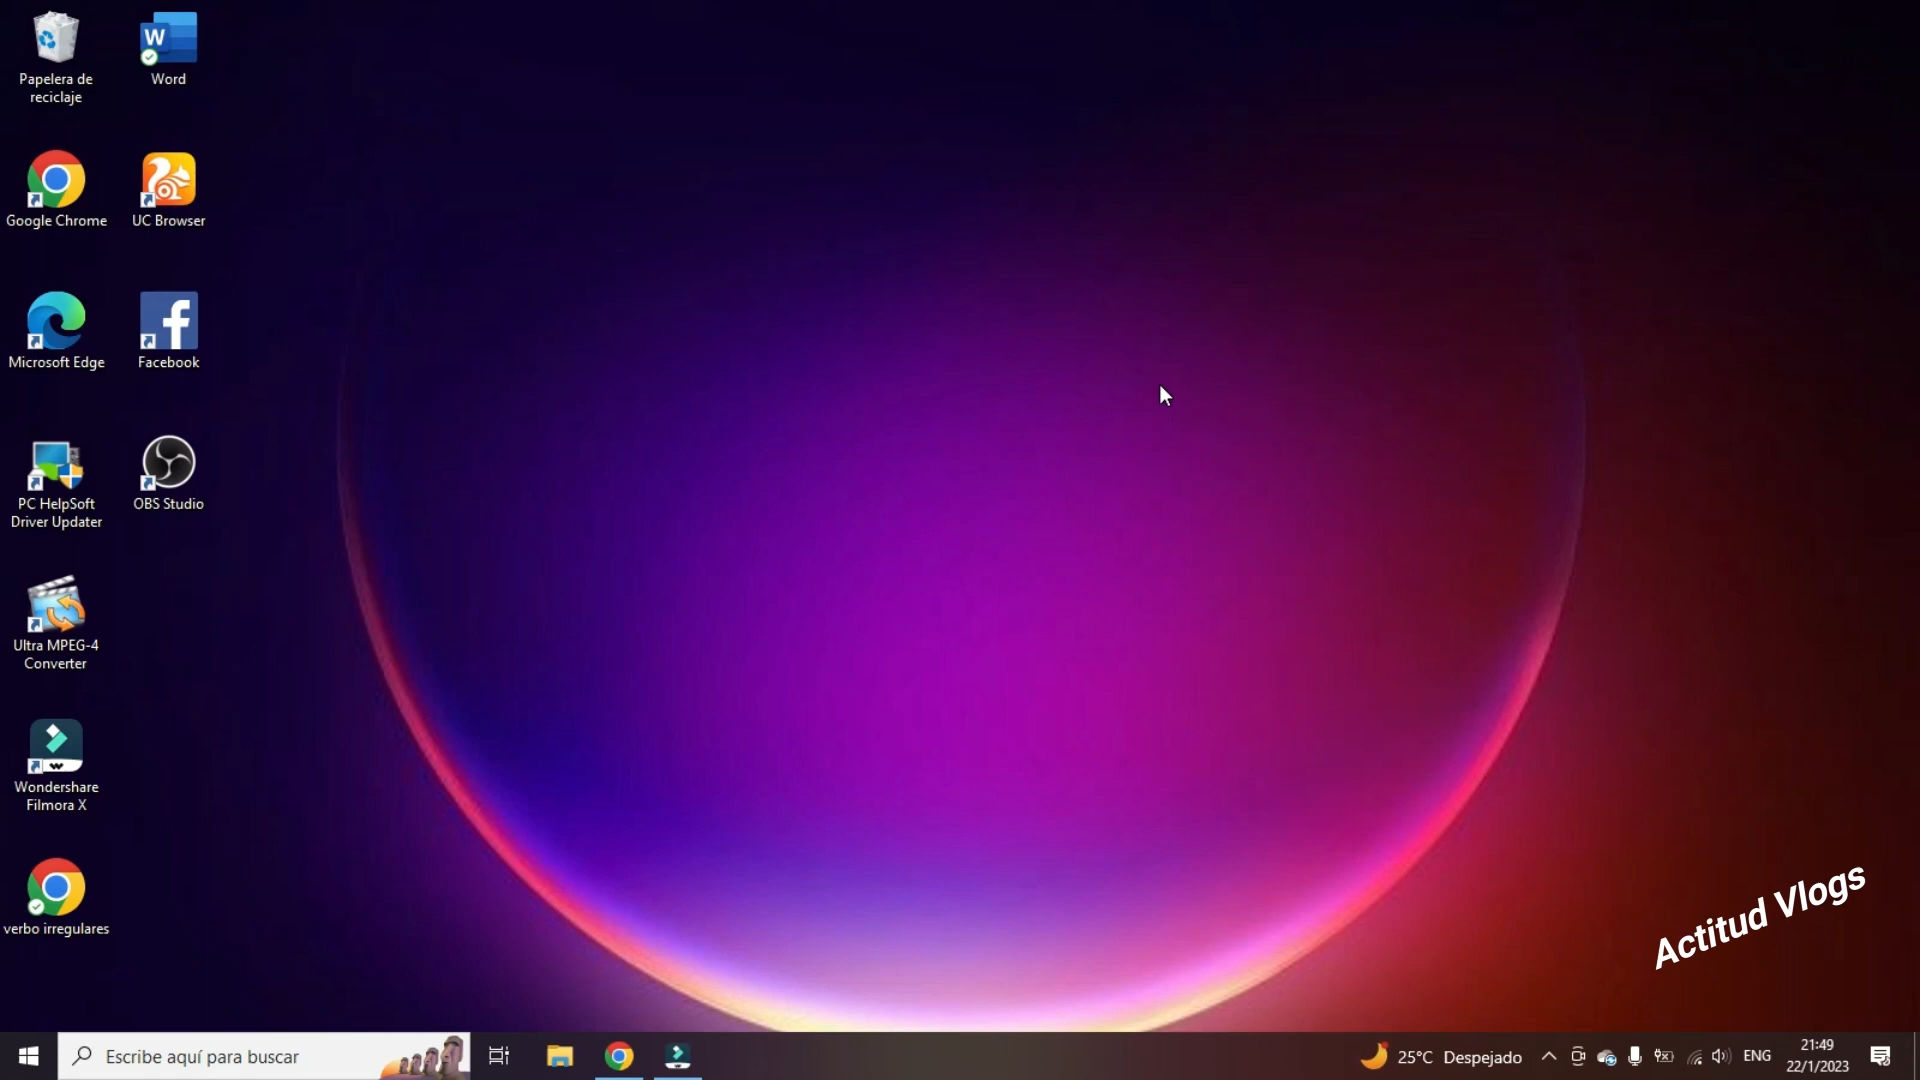 Papelera de
reciclaje
Word
Google Chrome
UC Browser
Microsoft Edge
Facebook
PC HelpSoft
Driver Updater
OBS Studio
Ultra MPEG-4
Converter
Wondershare
Filmora X
verbo irregulares
Actitud Vlogs
Escribe aquí para buscar
25°C Despejado
ENG
21:49
22/1/2023